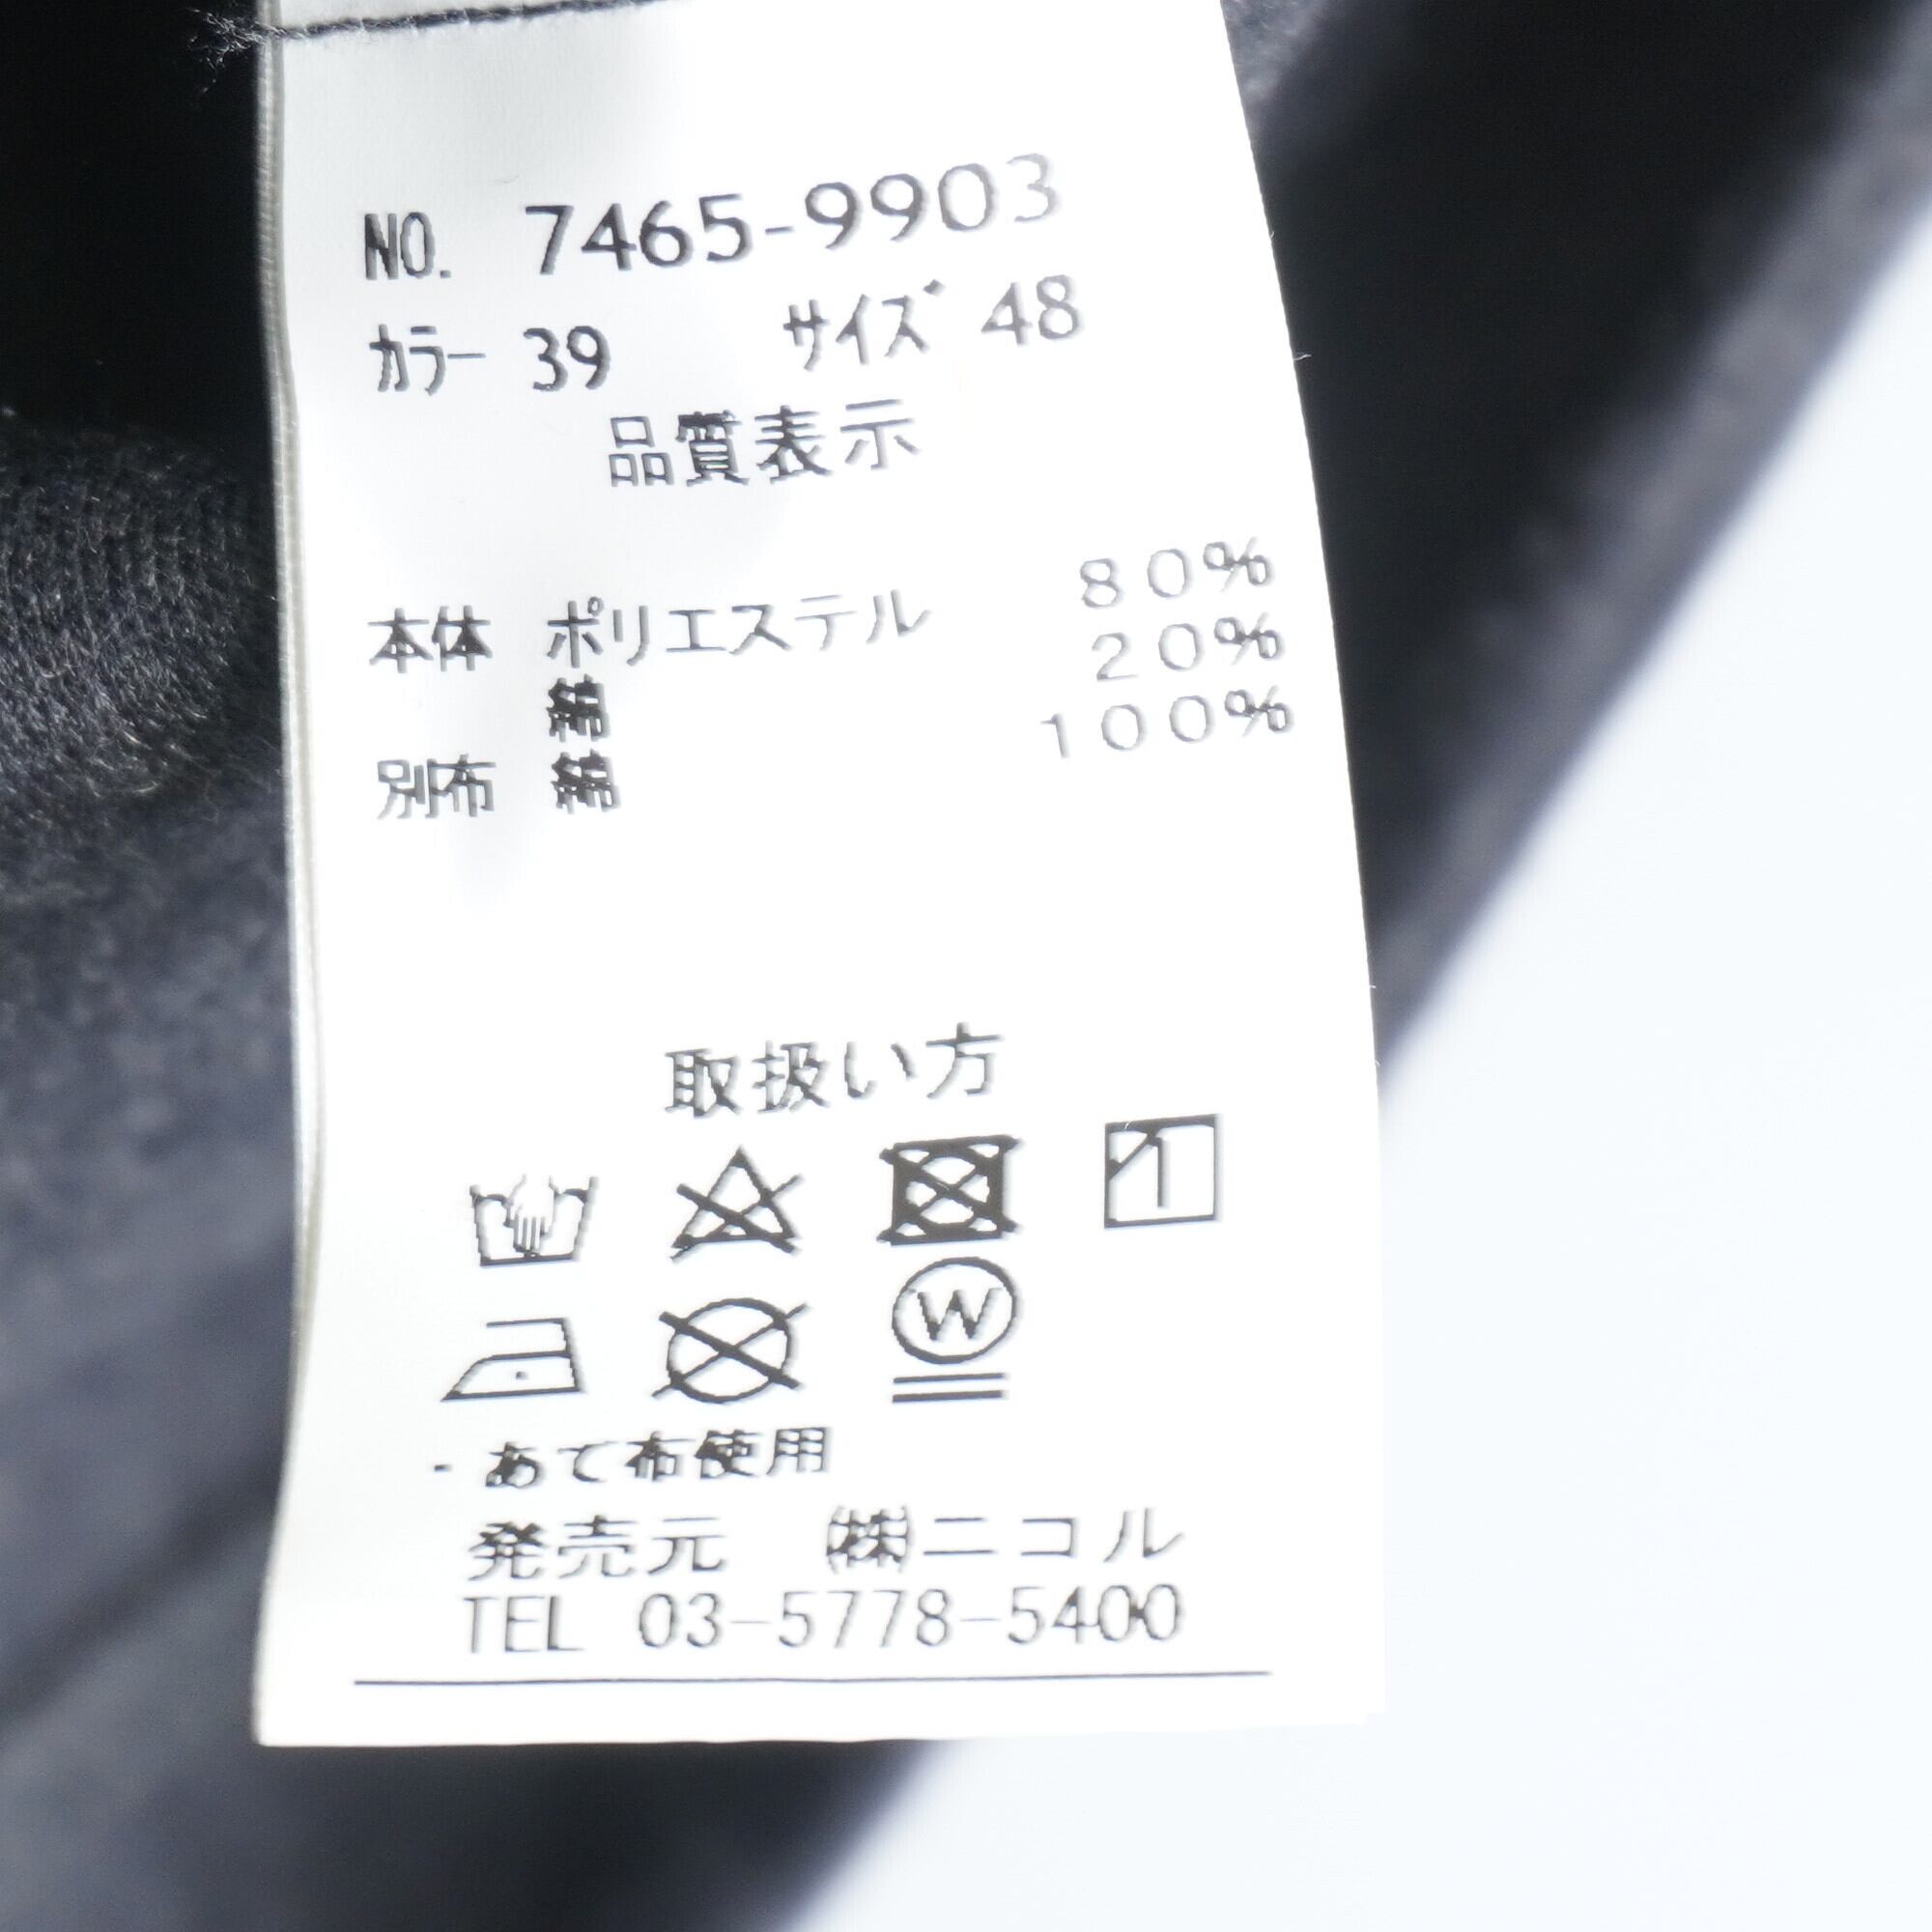 NO. 7465-9903
カラー 39 サイズ 48
品質表示
本体 ポリエステル 80%
綿 20%
別布 綿 100%
取扱い方
1
W
- あて布使用
発売元 ㈱ニコル
TEL 03-5778-5400